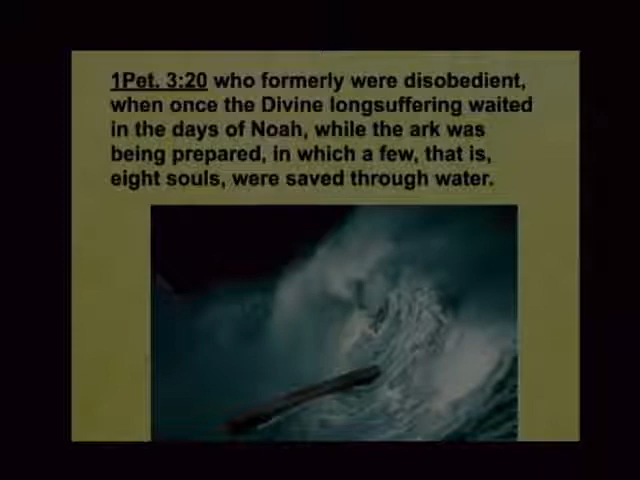 1Pet. 3:20 who formerly were disobedient,
when once the Divine longsuffering waited
in the days of Noah, while the ark was
being prepared, in which a few, that is,
eight souls, were saved through water.